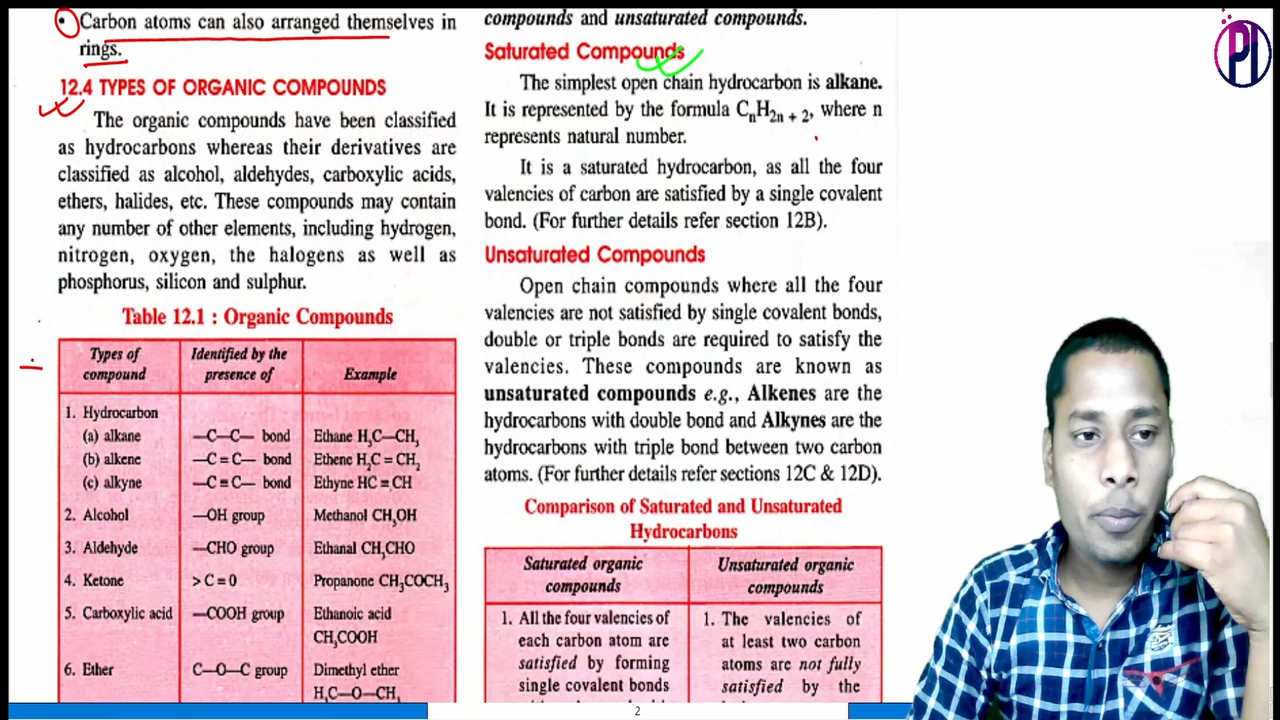 • Carbon atoms can also arranged themselves in
rings.
12.4 TYPES OF ORGANIC COMPOUNDS
The organic compounds have been classified
as hydrocarbons whereas their derivatives are
classified as alcohol, aldehydes, carboxylic acids,
ethers, halides, etc. These compounds may contain
any number of other elements, including hydrogen,
nitrogen, oxygen, the halogens as well as
phosphorus, silicon and sulphur.
Table 12.1 : Organic Compounds
Types of compound | Identified by the presence of | Example
1. Hydrocarbon
(a) alkane —C—C— bond Ethane H₃C—CH₃
(b) alkene —C = C— bond Ethene H₂C = CH₂
(c) alkyne —C ≡ C— bond Ethyne HC ≡ CH
2. Alcohol —OH group Methanol CH₃OH
3. Aldehyde —CHO group Ethanal CH₃CHO
4. Ketone > C = 0 Propanone CH₃COCH₃
5. Carboxylic acid —COOH group Ethanoic acid
CH₃COOH
6. Ether C—O—C group Dimethyl ether
H₃C—O—CH₃
compounds and unsaturated compounds.
Saturated Compounds
The simplest open chain hydrocarbon is alkane.
It is represented by the formula CₙH₂ₙ ₊ ₂, where n
represents natural number.
It is a saturated hydrocarbon, as all the four
valencies of carbon are satisfied by a single covalent
bond. (For further details refer section 12B).
Unsaturated Compounds
Open chain compounds where all the four
valencies are not satisfied by single covalent bonds,
double or triple bonds are required to satisfy the
valencies. These compounds are known as
unsaturated compounds e.g., Alkenes are the
hydrocarbons with double bond and Alkynes are the
hydrocarbons with triple bond between two carbon
atoms. (For further details refer sections 12C & 12D).
Comparison of Saturated and Unsaturated
Hydrocarbons
Saturated organic compounds | Unsaturated organic compounds
1. All the four valencies of | 1. The valencies of
each carbon atom are | at least two carbon
satisfied by forming | atoms are not fully
single covalent bonds | satisfied by the
2
PI